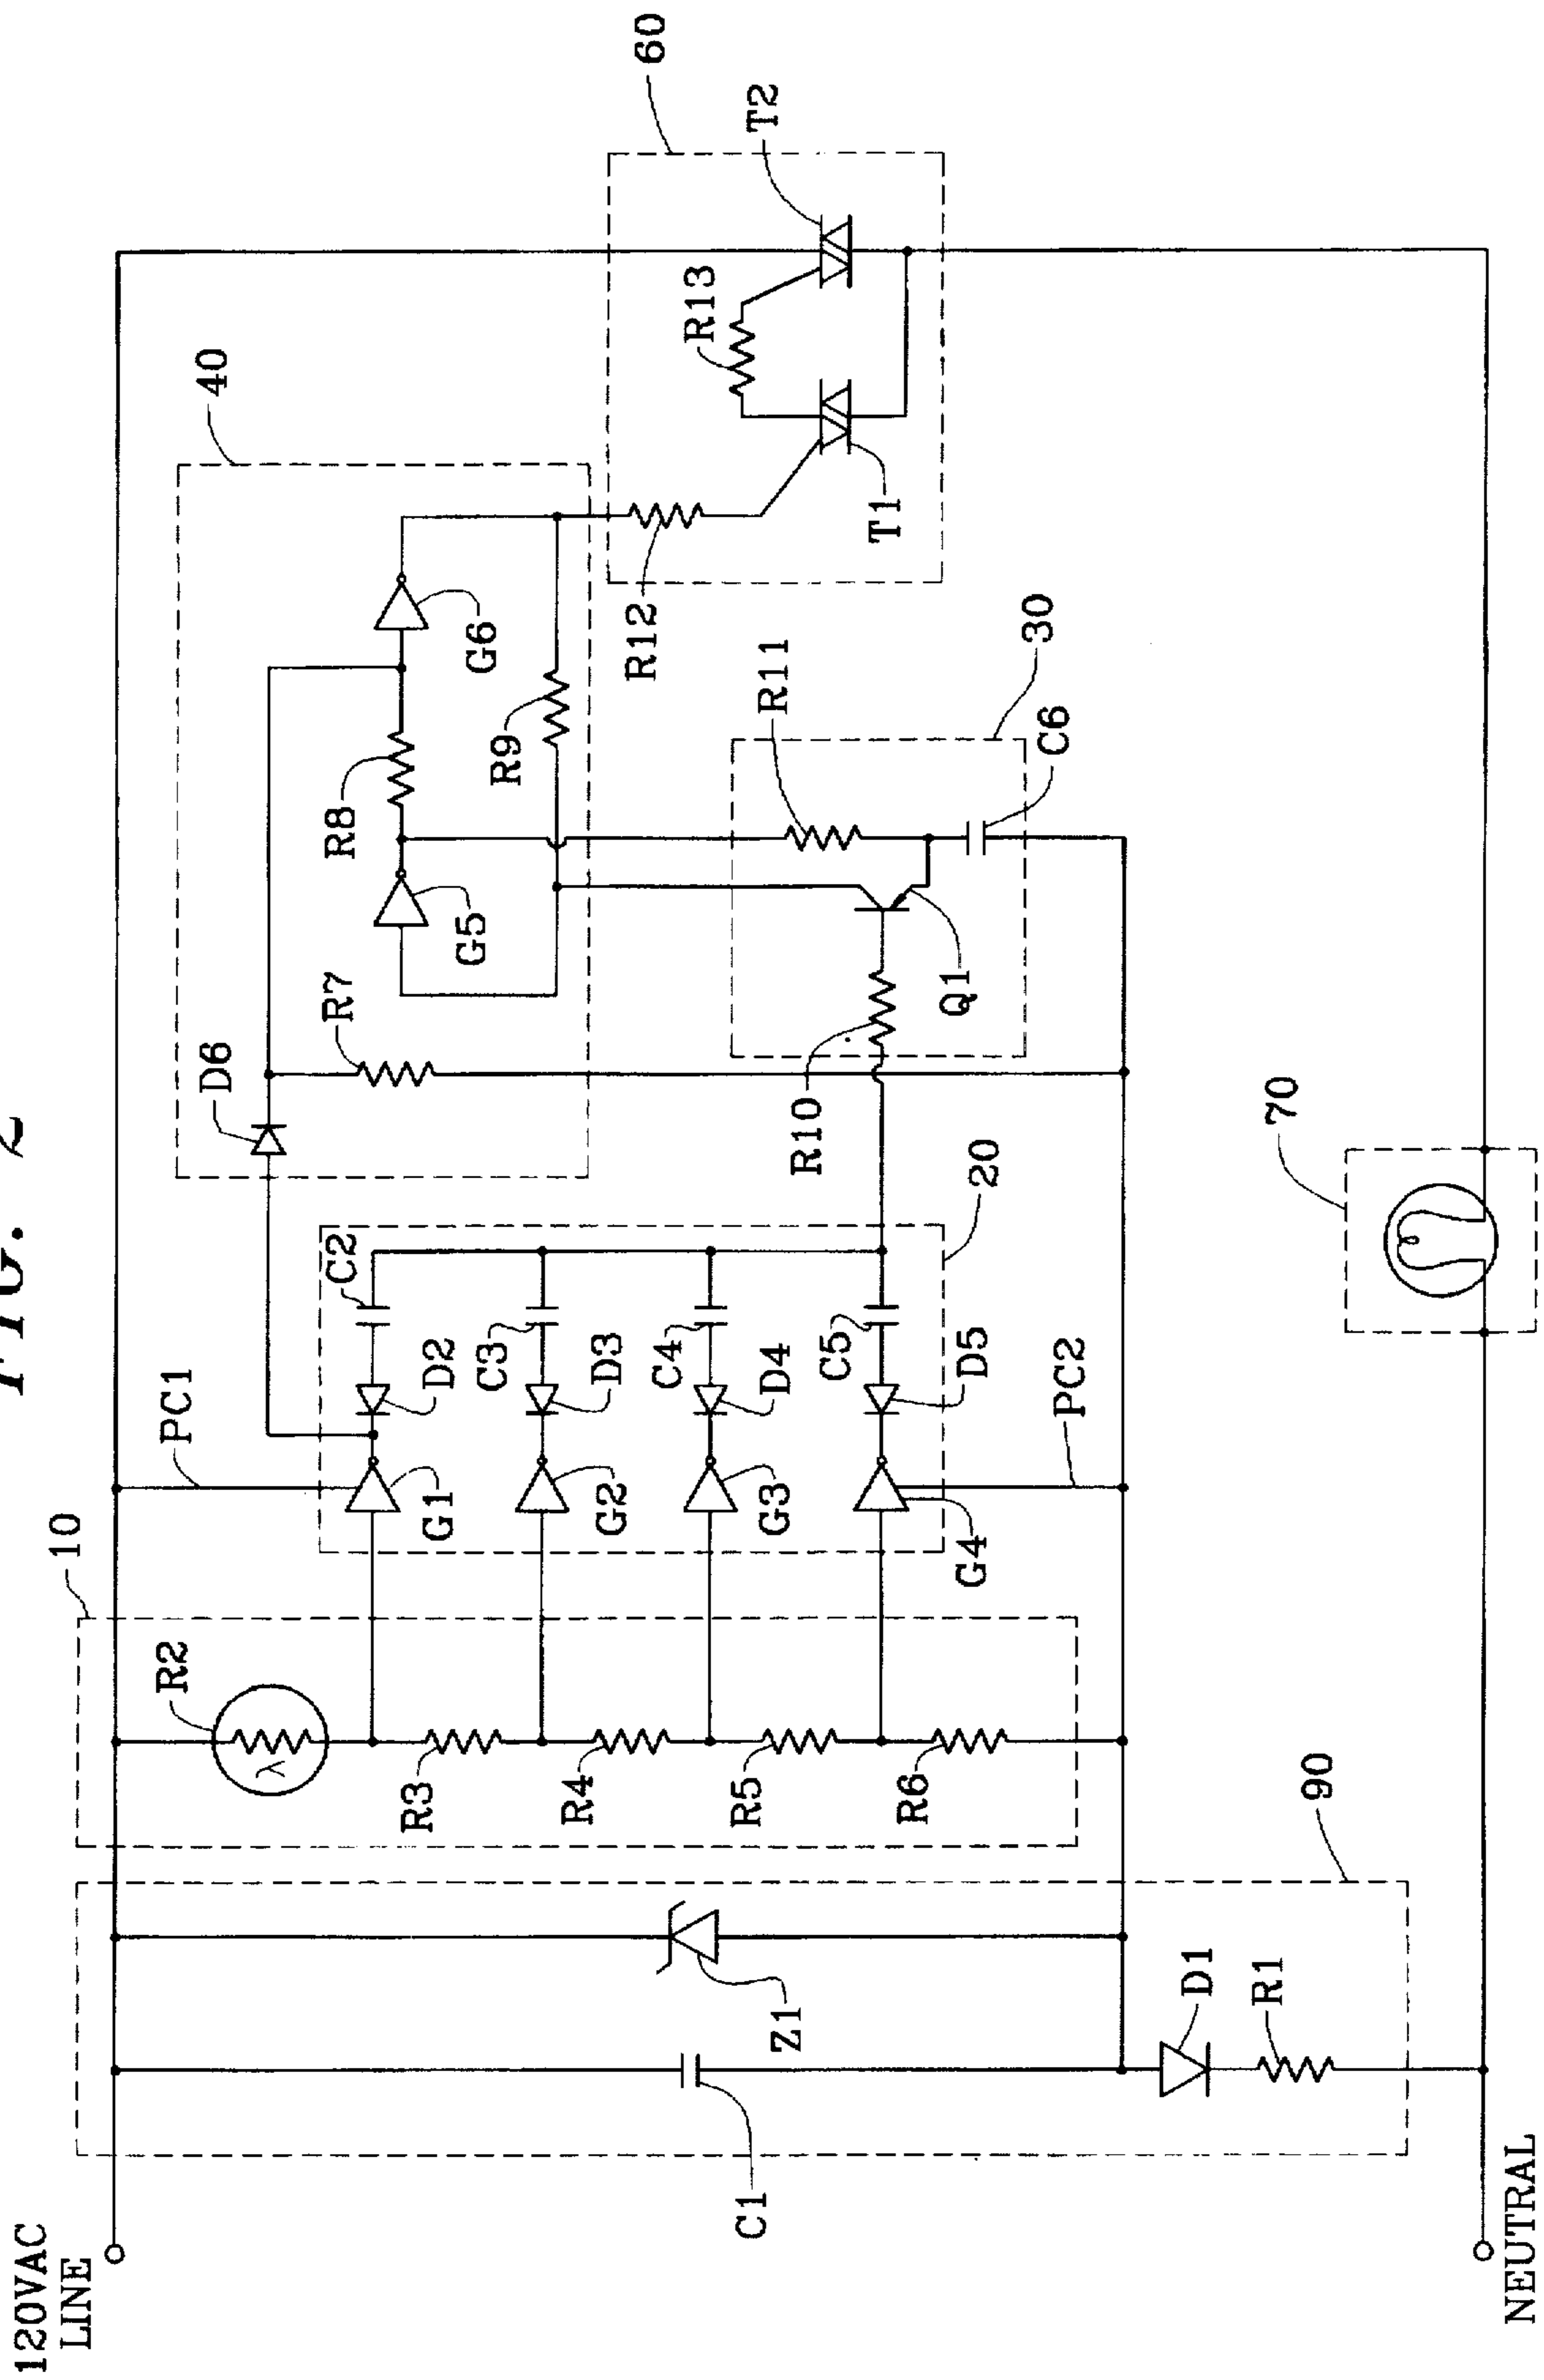 FIG. 2
120VAC
LINE
NEUTRAL
10
PC1
D6
40
60
R2
C2
R7
R8
G6
R13
T2
G1
D2
G5
R9
R12
T1
R3
G2
C3
D3
R4
G3
C4
D4
R10
R11
30
Z1
R5
C5
D5
20
Q1
C6
C1
R6
G4
PC2
D1
90
R1
70
λ